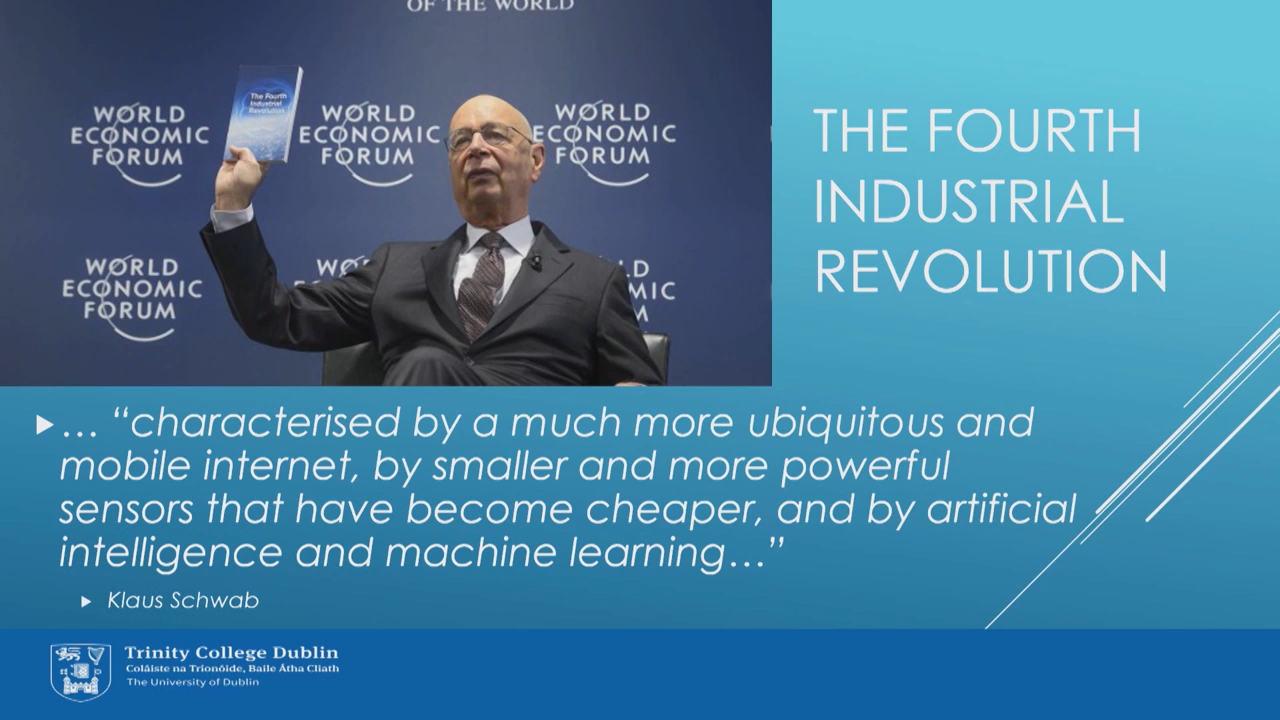 OF THE WORLD
The Fourth
Industrial
Revolution
WORLD
ECONOMIC
FORUM
WORLD
ECONOMIC
FORUM
WORLD
ECONOMIC
FORUM
WORLD
ECONOMIC
FORUM
WO
LD
MIC
THE FOURTH
INDUSTRIAL
REVOLUTION
… “characterised by a much more ubiquitous and
mobile internet, by smaller and more powerful
sensors that have become cheaper, and by artificial
intelligence and machine learning…”
Klaus Schwab
Trinity College Dublin
Coláiste na Tríonóide, Baile Átha Cliath
The University of Dublin